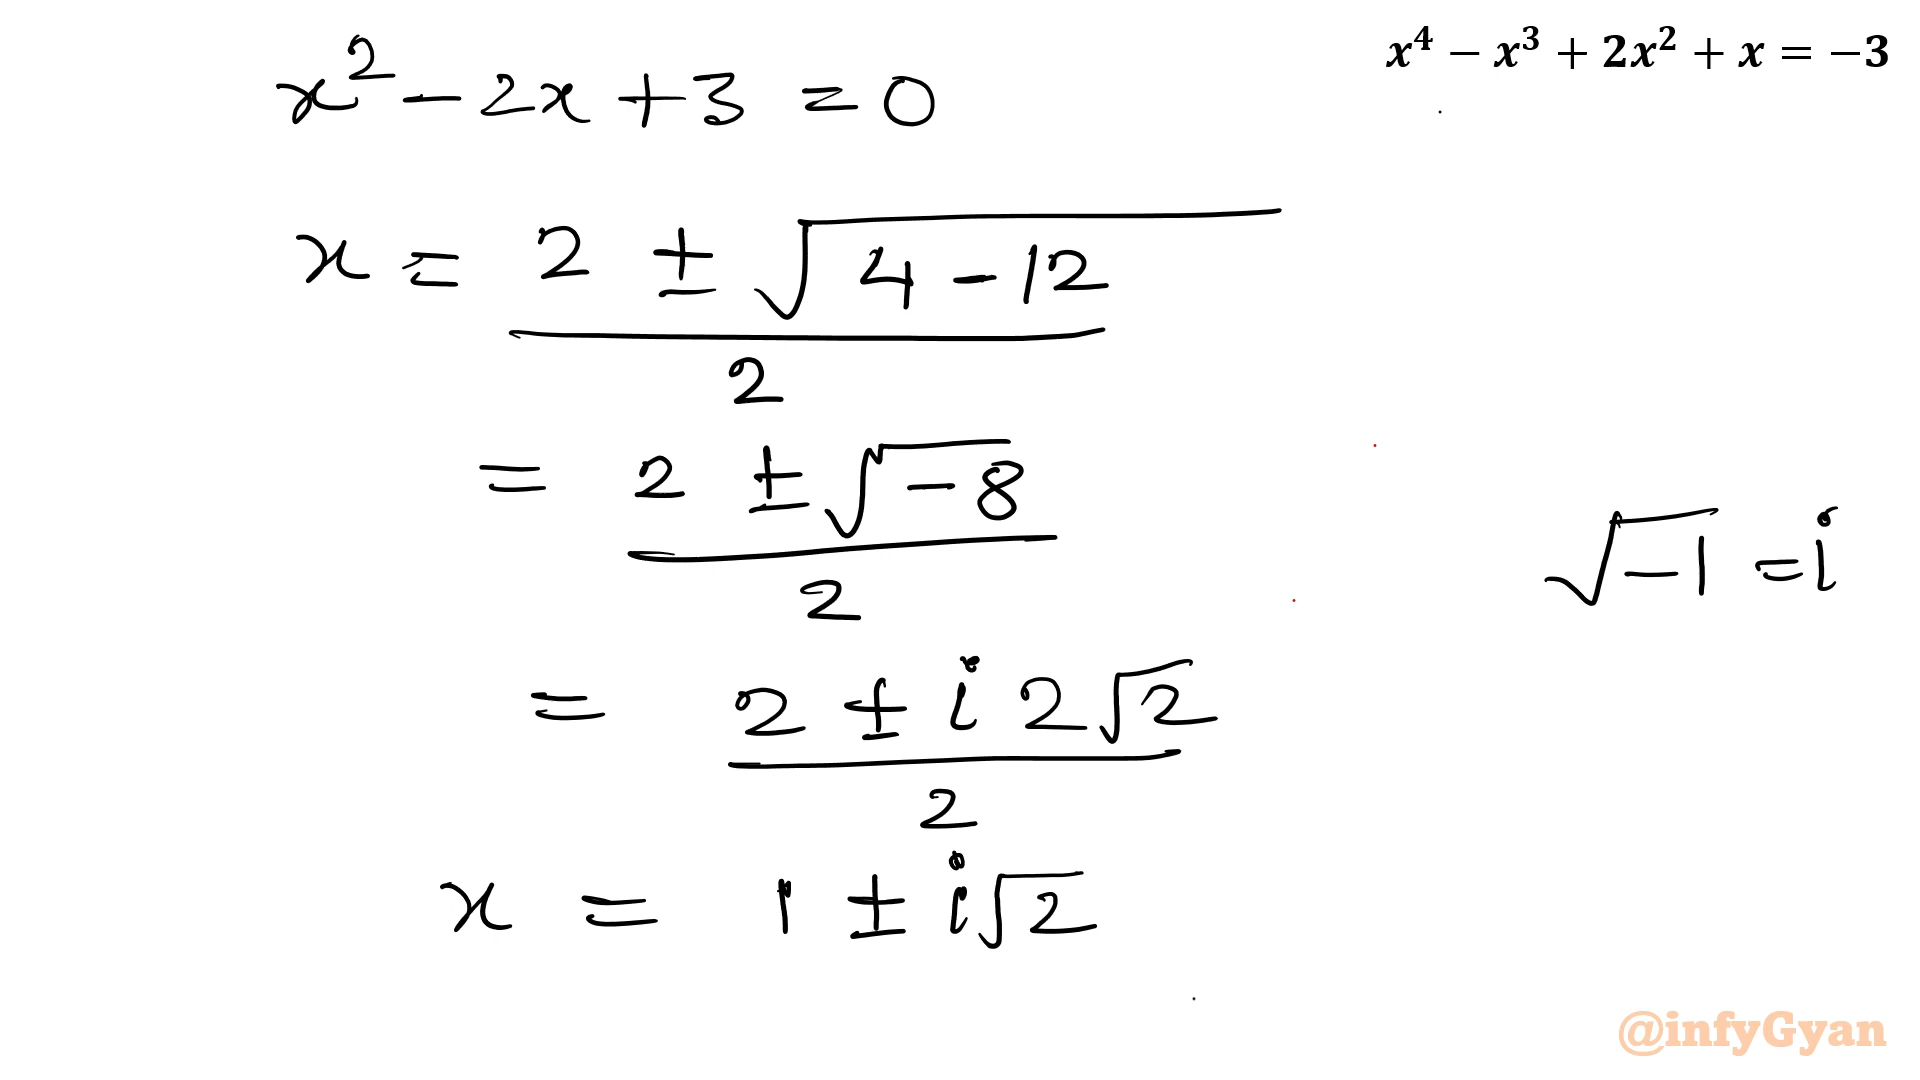 x⁴ − x³ + 2x² + x = −3
x² − 2x + 3 = 0
x = (2 ± √(4 − 12)) / 2
= (2 ± √(−8)) / 2
√(−1) = i
= (2 ± i 2√2) / 2
x = 1 ± i√2
@infyGyan